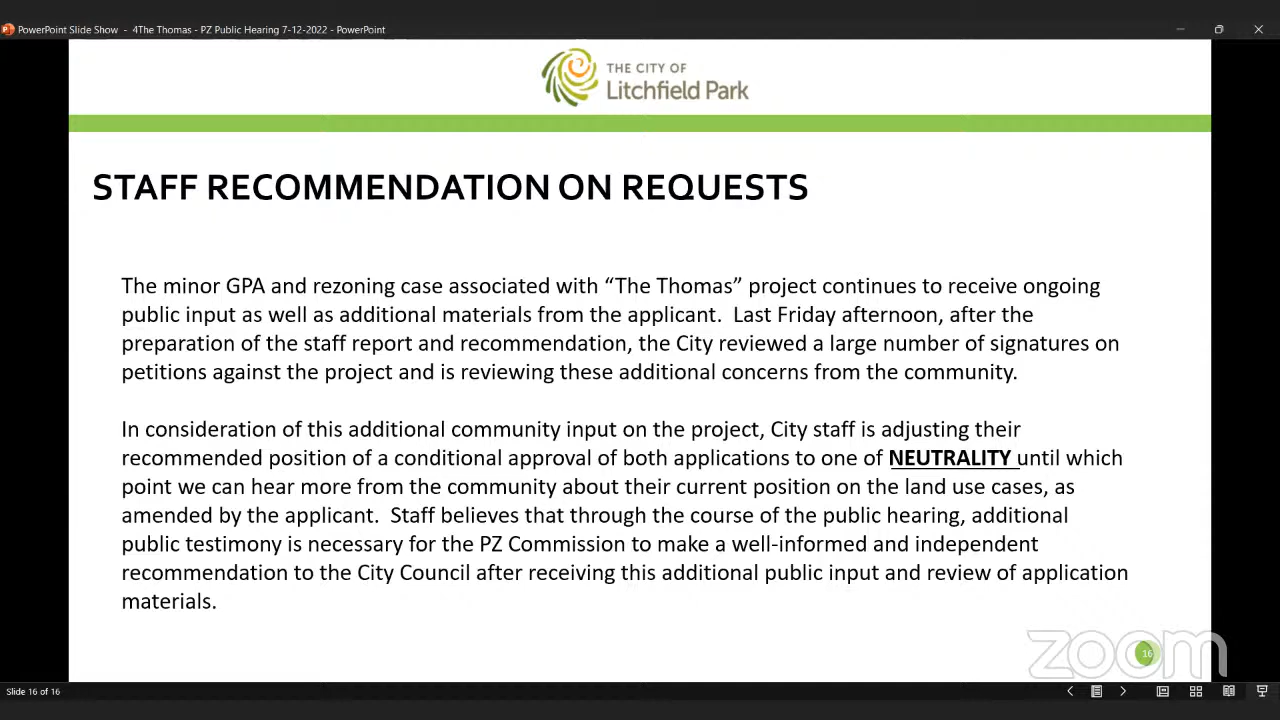 PowerPoint Slide Show - 4The Thomas - PZ Public Hearing 7-12-2022 - PowerPoint
THE CITY OF
Litchfield Park
STAFF RECOMMENDATION ON REQUESTS
The minor GPA and rezoning case associated with “The Thomas” project continues to receive ongoing
public input as well as additional materials from the applicant.  Last Friday afternoon, after the
preparation of the staff report and recommendation, the City reviewed a large number of signatures on
petitions against the project and is reviewing these additional concerns from the community.
In consideration of this additional community input on the project, City staff is adjusting their
recommended position of a conditional approval of both applications to one of NEUTRALITY until which
point we can hear more from the community about their current position on the land use cases, as
amended by the applicant.  Staff believes that through the course of the public hearing, additional
public testimony is necessary for the PZ Commission to make a well-informed and independent
recommendation to the City Council after receiving this additional public input and review of application
materials.
zoom
16
Slide 16 of 16